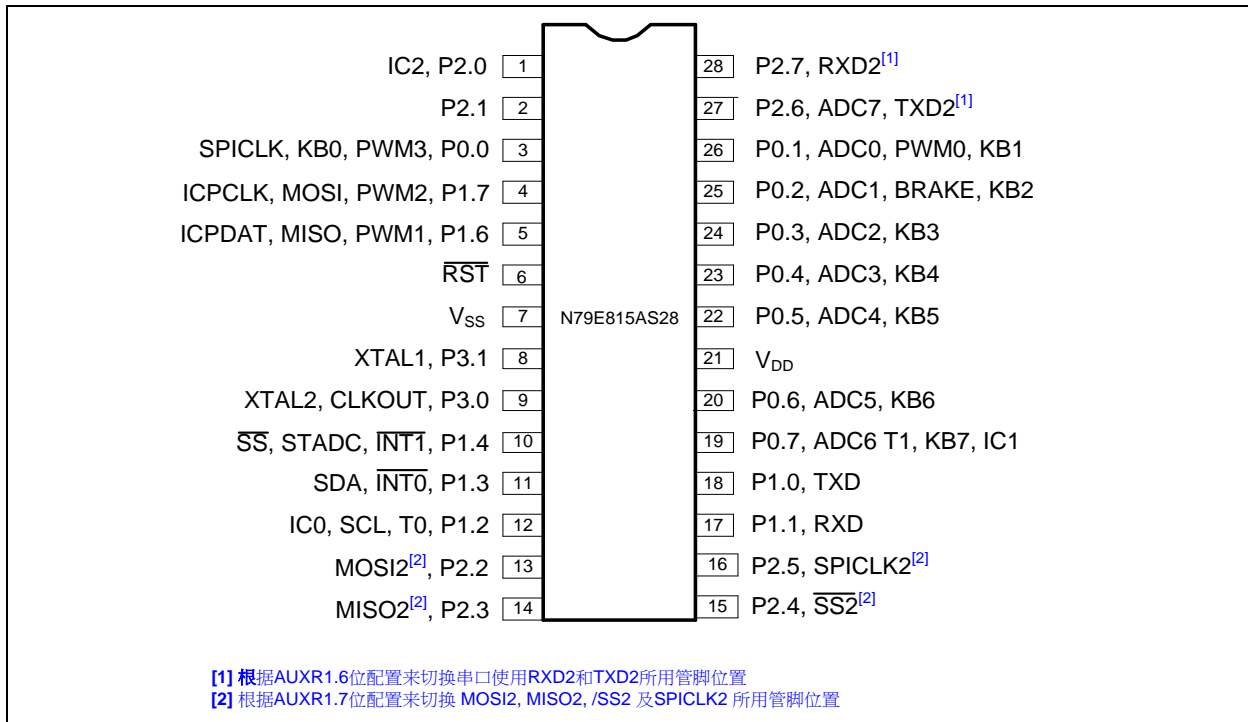 IC2, P2.0 1
P2.1 2
SPICLK, KB0, PWM3, P0.0 3
ICPCLK, MOSI, PWM2, P1.7 4
ICPDAT, MISO, PWM1, P1.6 5
R̅S̅T̅ 6
VSS 7
XTAL1, P3.1 8
XTAL2, CLKOUT, P3.0 9
S̅S̅, STADC, I̅N̅T̅1̅, P1.4 10
SDA, I̅N̅T̅0̅, P1.3 11
IC0, SCL, T0, P1.2 12
MOSI2[2], P2.2 13
MISO2[2], P2.3 14
N79E815AS28
28 P2.7, RXD2[1]
27 P2.6, ADC7, TXD2[1]
26 P0.1, ADC0, PWM0, KB1
25 P0.2, ADC1, BRAKE, KB2
24 P0.3, ADC2, KB3
23 P0.4, ADC3, KB4
22 P0.5, ADC4, KB5
21 VDD
20 P0.6, ADC5, KB6
19 P0.7, ADC6 T1, KB7, IC1
18 P1.0, TXD
17 P1.1, RXD
16 P2.5, SPICLK2[2]
15 P2.4, S̅S̅2̅[2]
[1] 根据AUXR1.6位配置来切换串口使用RXD2和TXD2所用管脚位置
[2] 根据AUXR1.7位配置来切换 MOSI2, MISO2, /SS2 及SPICLK2 所用管脚位置